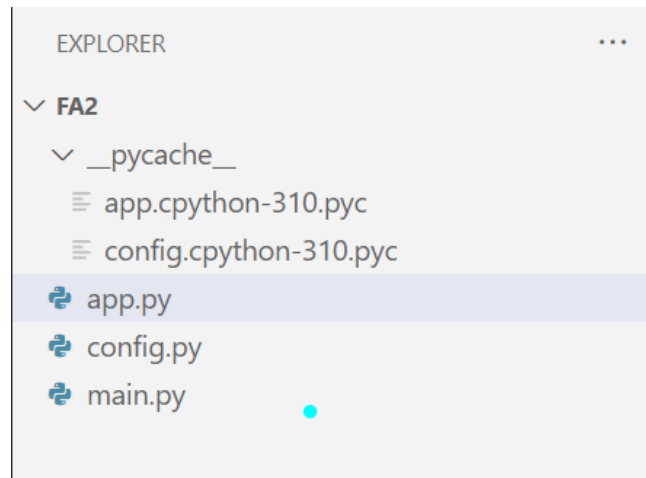 EXPLORER ...
FA2
__pycache__
app.cpython-310.pyc
config.cpython-310.pyc
app.py
config.py
main.py